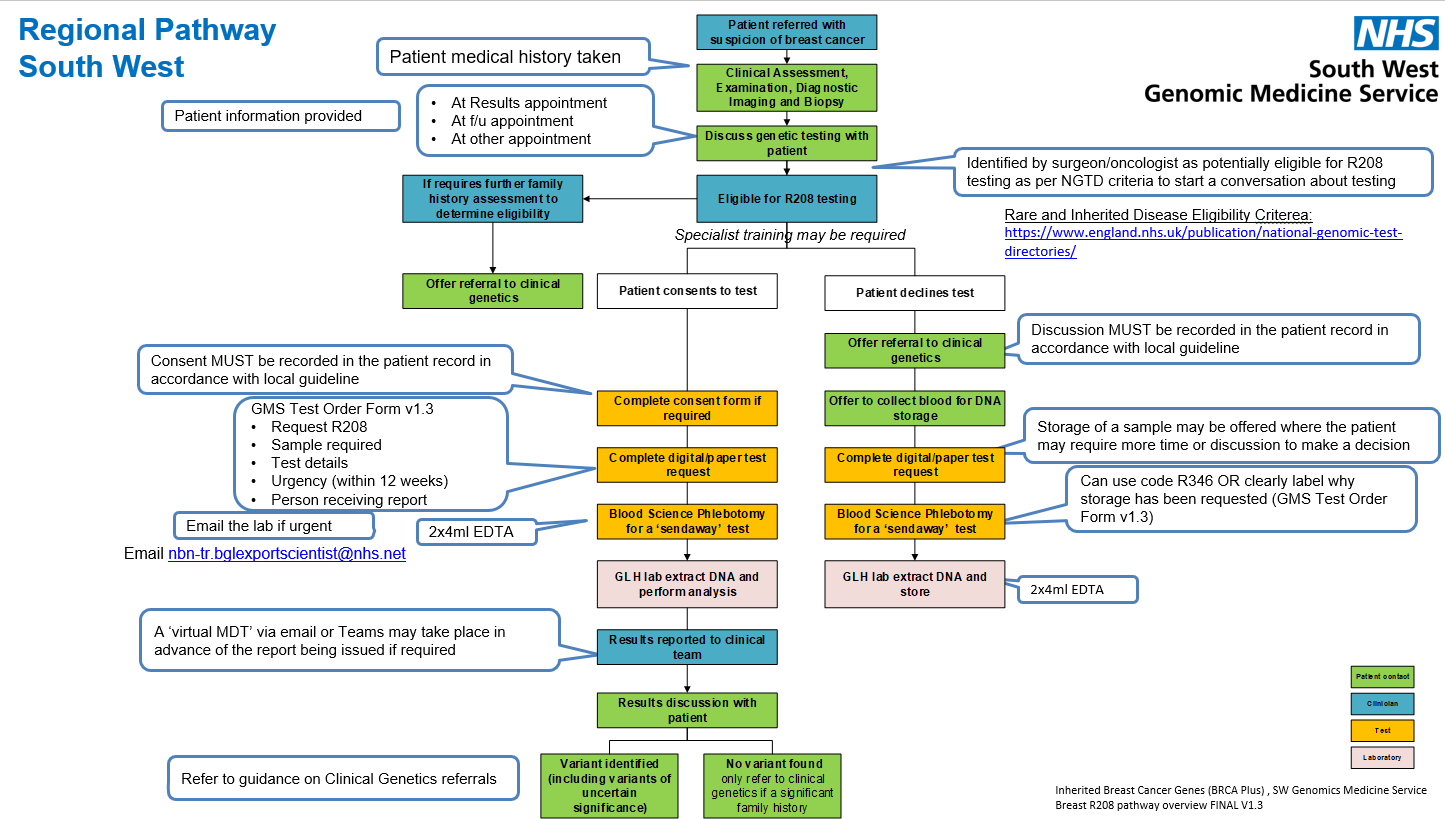 Regional Pathway
South West
NHS
South West
Genomic Medicine Service
Patient referred with
suspicion of breast cancer
Patient medical history taken
Clinical Assessment,
Examination, Diagnostic
Imaging and Biopsy
Patient information provided
• At Results appointment
• At f/u appointment
• At other appointment
Discuss genetic testing with
patient
Identified by surgeon/oncologist as potentially eligible for R208
testing as per NGTD criteria to start a conversation about testing
If requires further family
history assessment to
determine eligibility
Eligible for R208 testing
Rare and Inherited Disease Eligibility Criterea:
https://www.england.nhs.uk/publication/national-genomic-test-
directories/
Specialist training may be required
Offer referral to clinical
genetics
Patient consents to test
Patient declines test
Discussion MUST be recorded in the patient record in
accordance with local guideline
Offer referral to clinical
genetics
Consent MUST be recorded in the patient record in
accordance with local guideline
Complete consent form if
required
Offer to collect blood for DNA
storage
GMS Test Order Form v1.3
• Request R208
• Sample required
• Test details
• Urgency (within 12 weeks)
• Person receiving report
Storage of a sample may be offered where the patient
may require more time or discussion to make a decision
Complete digital/paper test
request
Complete digital/paper test
request
Can use code R346 OR clearly label why
storage has been requested (GMS Test Order
Form v1.3)
Email the lab if urgent
2x4ml EDTA
Blood Science Phlebotomy
for a ‘sendaway’ test
Blood Science Phlebotomy
for a ‘sendaway’ test
Email nbn-tr.bglexportscientist@nhs.net
GLH lab extract DNA and
perform analysis
GLH lab extract DNA and
store
2x4ml EDTA
A ‘virtual MDT’ via email or Teams may take place in
advance of the report being issued if required
Results reported to clinical
team
Results discussion with
patient
Patient contact
Clinician
Test
Laboratory
Refer to guidance on Clinical Genetics referrals
Variant identified
(including variants of
uncertain
significance)
No variant found
only refer to clinical
genetics if a significant
family history
Inherited Breast Cancer Genes (BRCA Plus) , SW Genomics Medicine Service
Breast R208 pathway overview FINAL V1.3